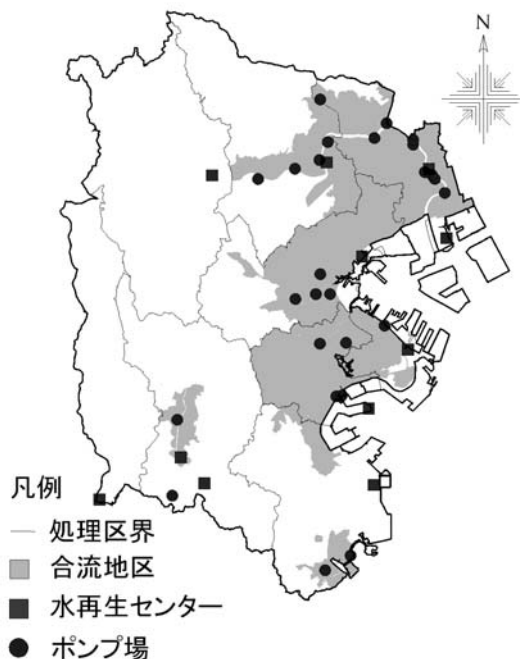 N
凡例
処理区界
合流地区
水再生センター
ポンプ場